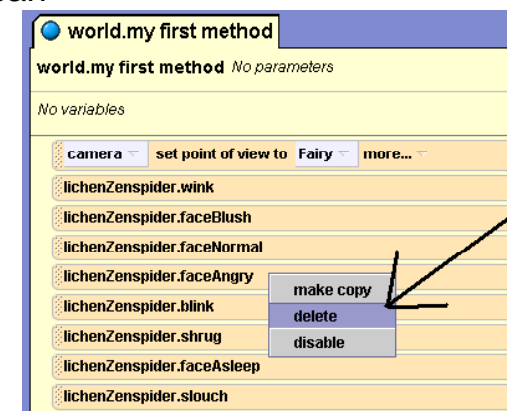 world.my first method
world.my first method No parameters
No variables
camera set point of view to Fairy more...
lichenZenspider.wink
lichenZenspider.faceBlush
lichenZenspider.faceNormal
lichenZenspider.faceAngry
make copy
lichenZenspider.blink
delete
lichenZenspider.shrug
disable
lichenZenspider.faceAsleep
lichenZenspider.slouch